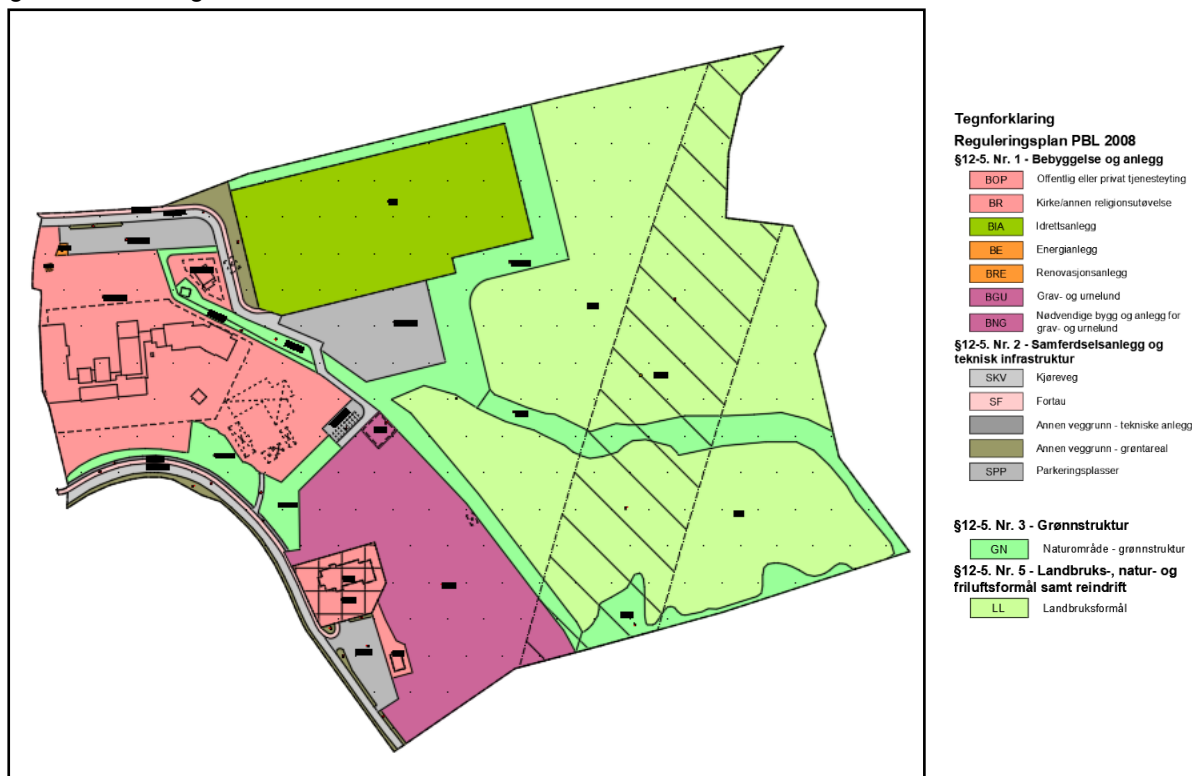 Tegnforklaring
Reguleringsplan PBL 2008
§12-5. Nr. 1 - Bebyggelse og anlegg
BOP Offentlig eller privat tjenesteyting
BR Kirke/annen religionsutøvelse
BIA Idrettsanlegg
BE Energianlegg
BRE Renovasjonsanlegg
BGU Grav- og urnelund
BNG Nødvendige bygg og anlegg for
grav- og urnelund
§12-5. Nr. 2 - Samferdselsanlegg og
teknisk infrastruktur
SKV Kjøreveg
SF Fortau
Annen veggrunn - tekniske anlegg
Annen veggrunn - grøntareal
SPP Parkeringsplasser
§12-5. Nr. 3 - Grønnstruktur
GN Naturområde - grønnstruktur
§12-5. Nr. 5 - Landbruks-, natur- og
friluftsformål samt reindrift
LL Landbruksformål